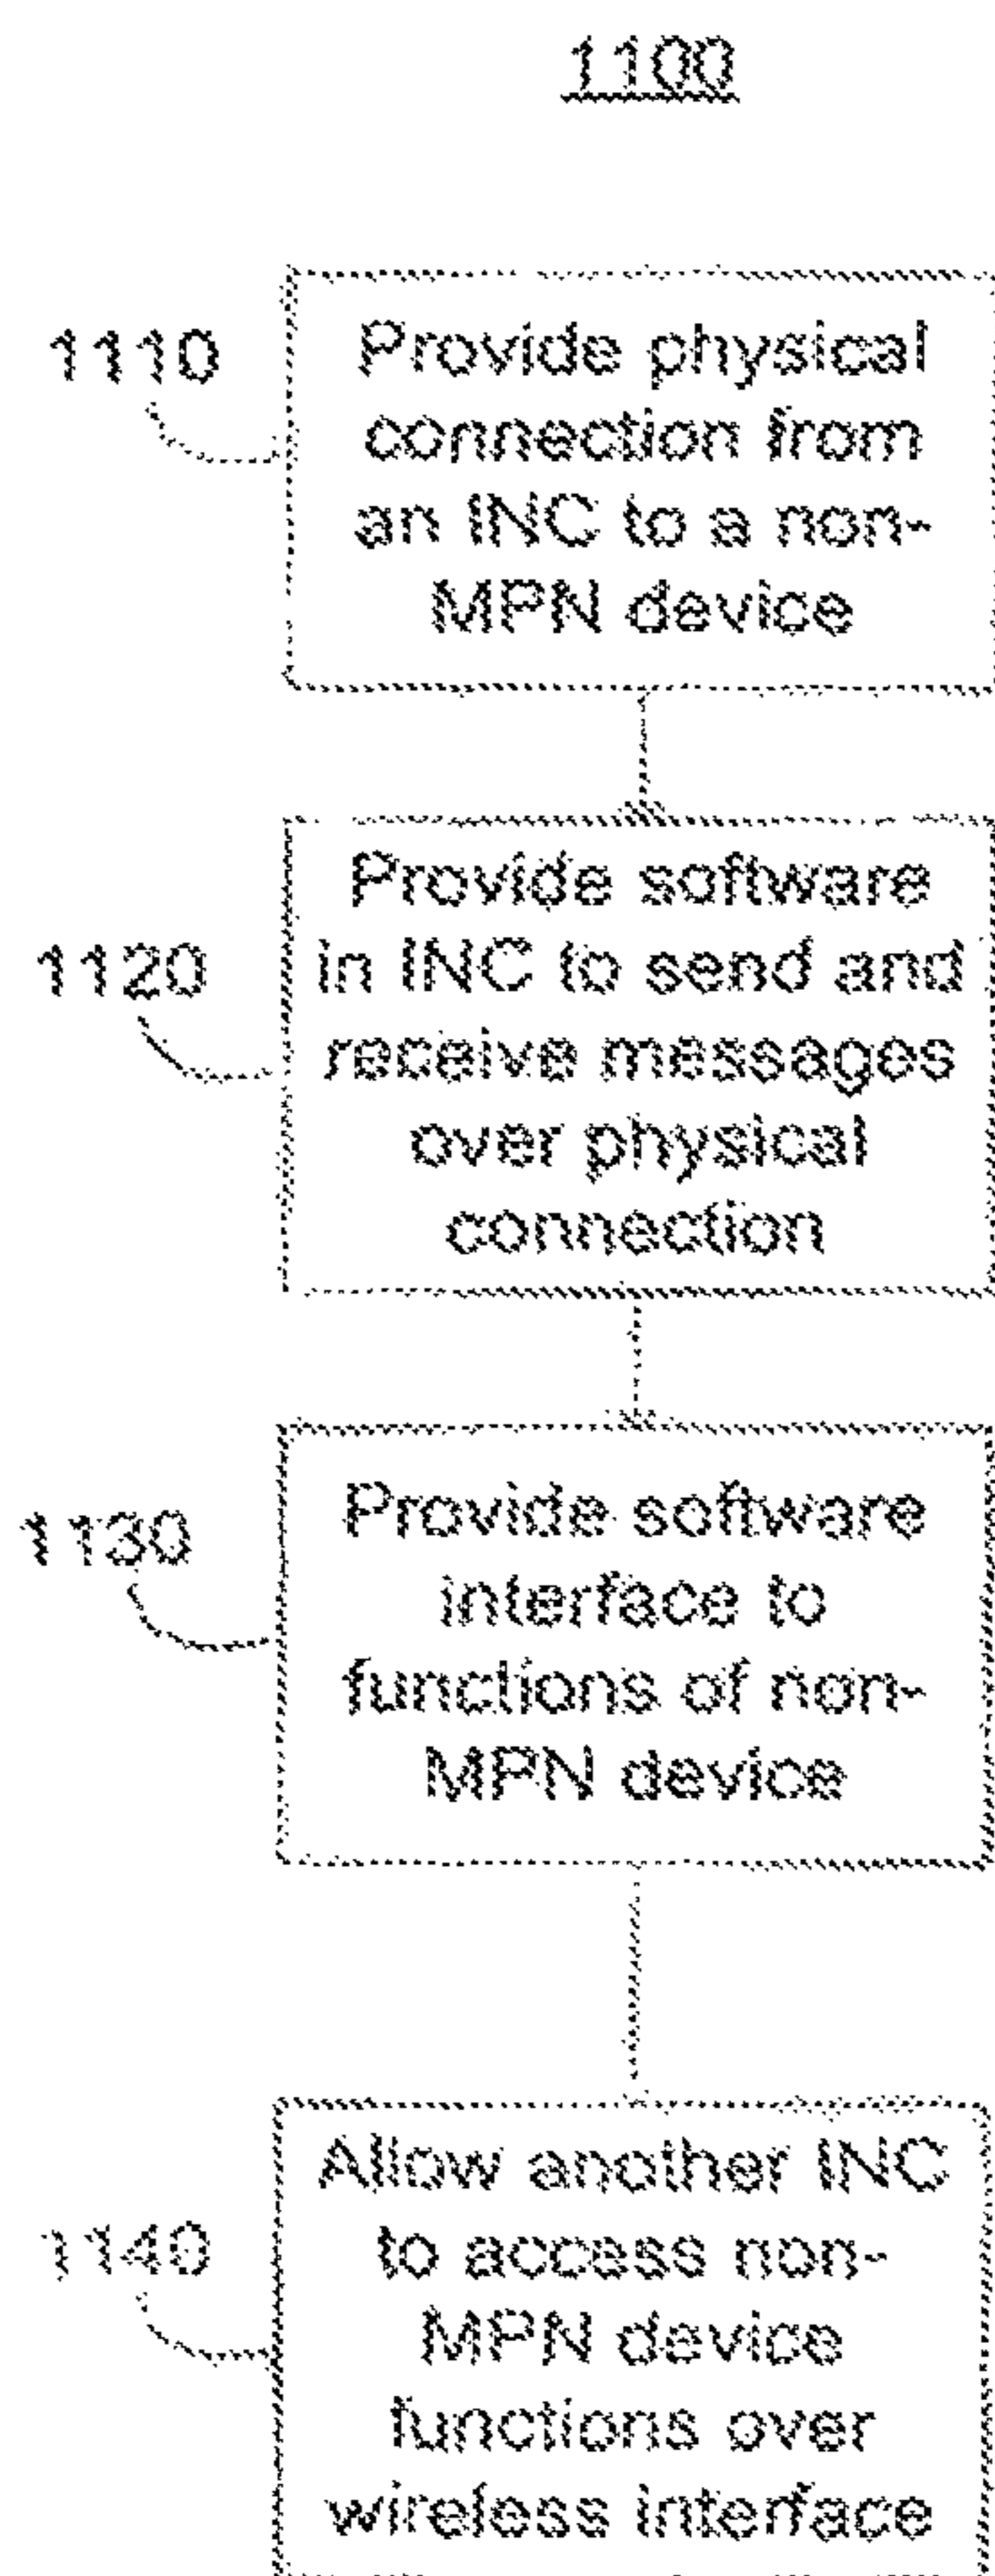 1100
1110
Provide physical
connection from
an INC to a non-
MPN device
1120
Provide software
in INC to send and
receive messages
over physical
connection
1130
Provide software
interface to
functions of non-
MPN device
1140
Allow another INC
to access non-
MPN device
functions over
wireless interface